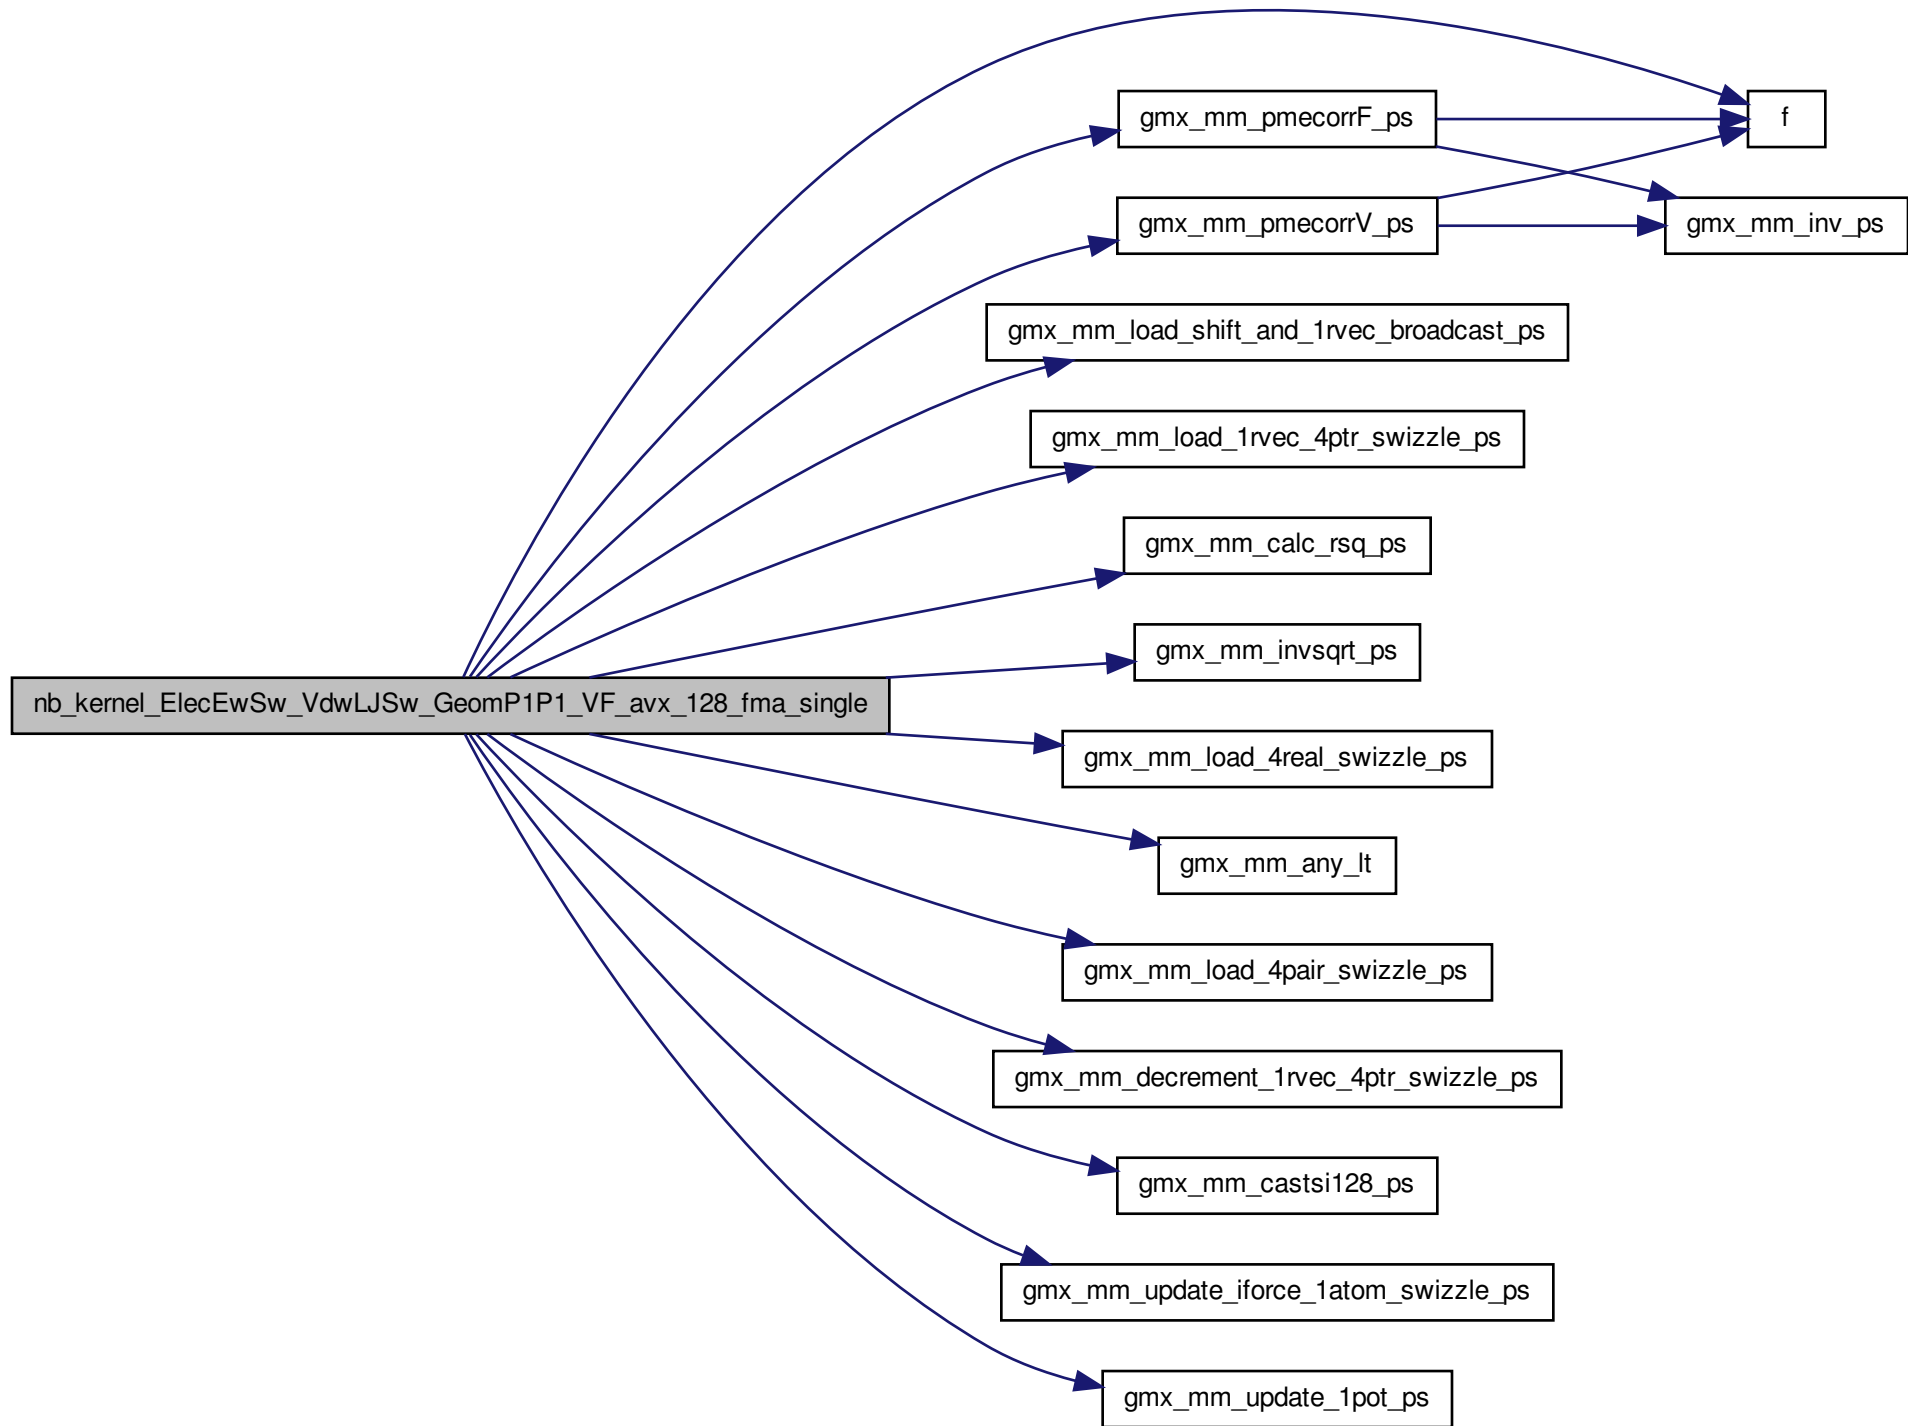 gmx_mm_pmecorrF_ps
f
gmx_mm_pmecorrV_ps
gmx_mm_inv_ps
gmx_mm_load_shift_and_1rvec_broadcast_ps
gmx_mm_load_1rvec_4ptr_swizzle_ps
gmx_mm_calc_rsq_ps
gmx_mm_invsqrt_ps
nb_kernel_ElecEwSw_VdwLJSw_GeomP1P1_VF_avx_128_fma_single
gmx_mm_load_4real_swizzle_ps
gmx_mm_any_lt
gmx_mm_load_4pair_swizzle_ps
gmx_mm_decrement_1rvec_4ptr_swizzle_ps
gmx_mm_castsi128_ps
gmx_mm_update_iforce_1atom_swizzle_ps
gmx_mm_update_1pot_ps